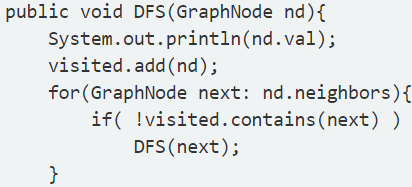 public void DFS(GraphNode nd){
    System.out.println(nd.val);
    visited.add(nd);
    for(GraphNode next: nd.neighbors){
        if( !visited.contains(next) )
            DFS(next);
    }